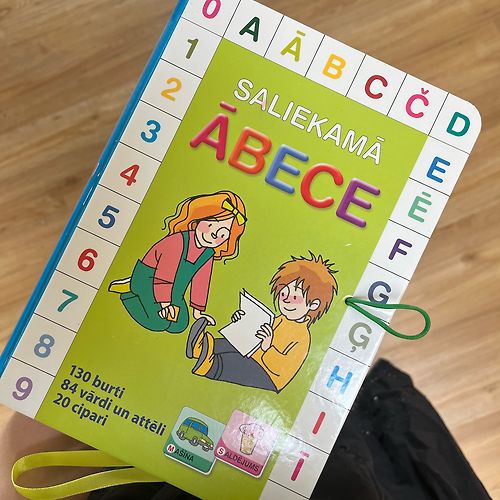 0 A Ā B C Č D
1
2
3
4
5
6
7
8
9
E
Ē
F
G
Ģ
H
I
Ī
SALIEKAMĀ
ĀBECE
130 burti
84 vārdi un attēli
20 cipari
MAŠĪNA
SALDĒJUMS